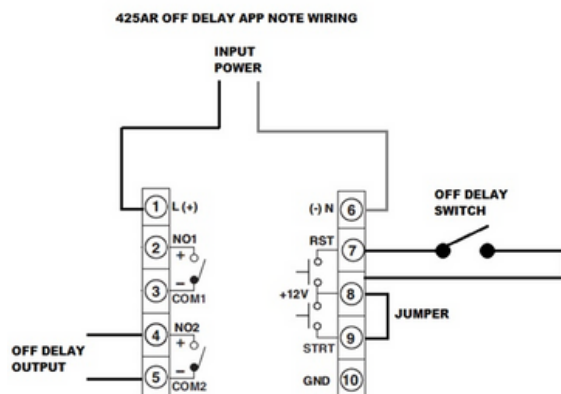 425AR OFF DELAY APP NOTE WIRING
INPUT
POWER
1 L (+)
2 NO1
+
3 −
COM1
4 NO2
+
5 −
COM2
OFF DELAY
OUTPUT
(-) N 6
RST 7
+12V 8
9
STRT
GND 10
OFF DELAY
SWITCH
JUMPER